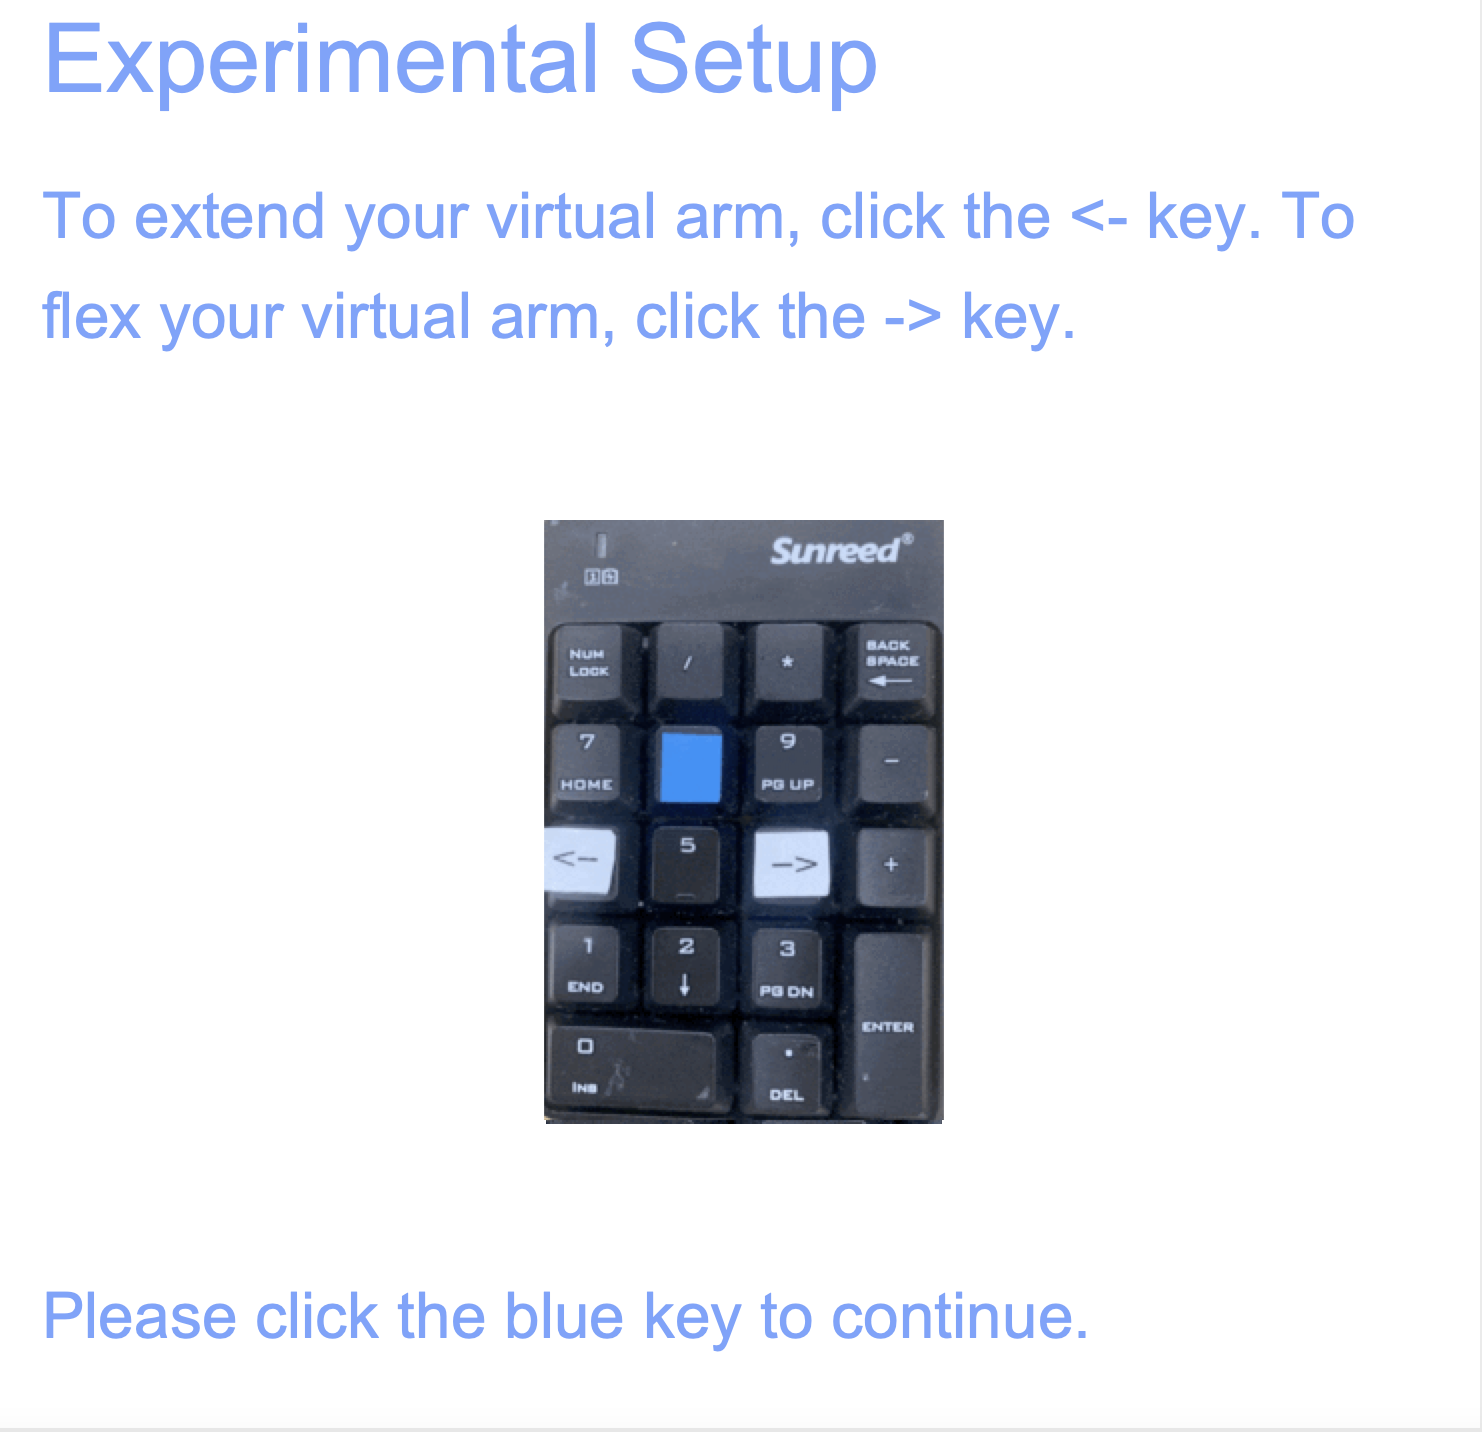 Experimental Setup
To extend your virtual arm, click the <- key. To
flex your virtual arm, click the -> key.
Sunreed®
NUM
LOCK
/
*
BACK
SPACE
7
HOME
9
PG UP
-
<--
5
-->
+
1
END
2
3
PG DN
ENTER
0
INS
.
DEL
Please click the blue key to continue.